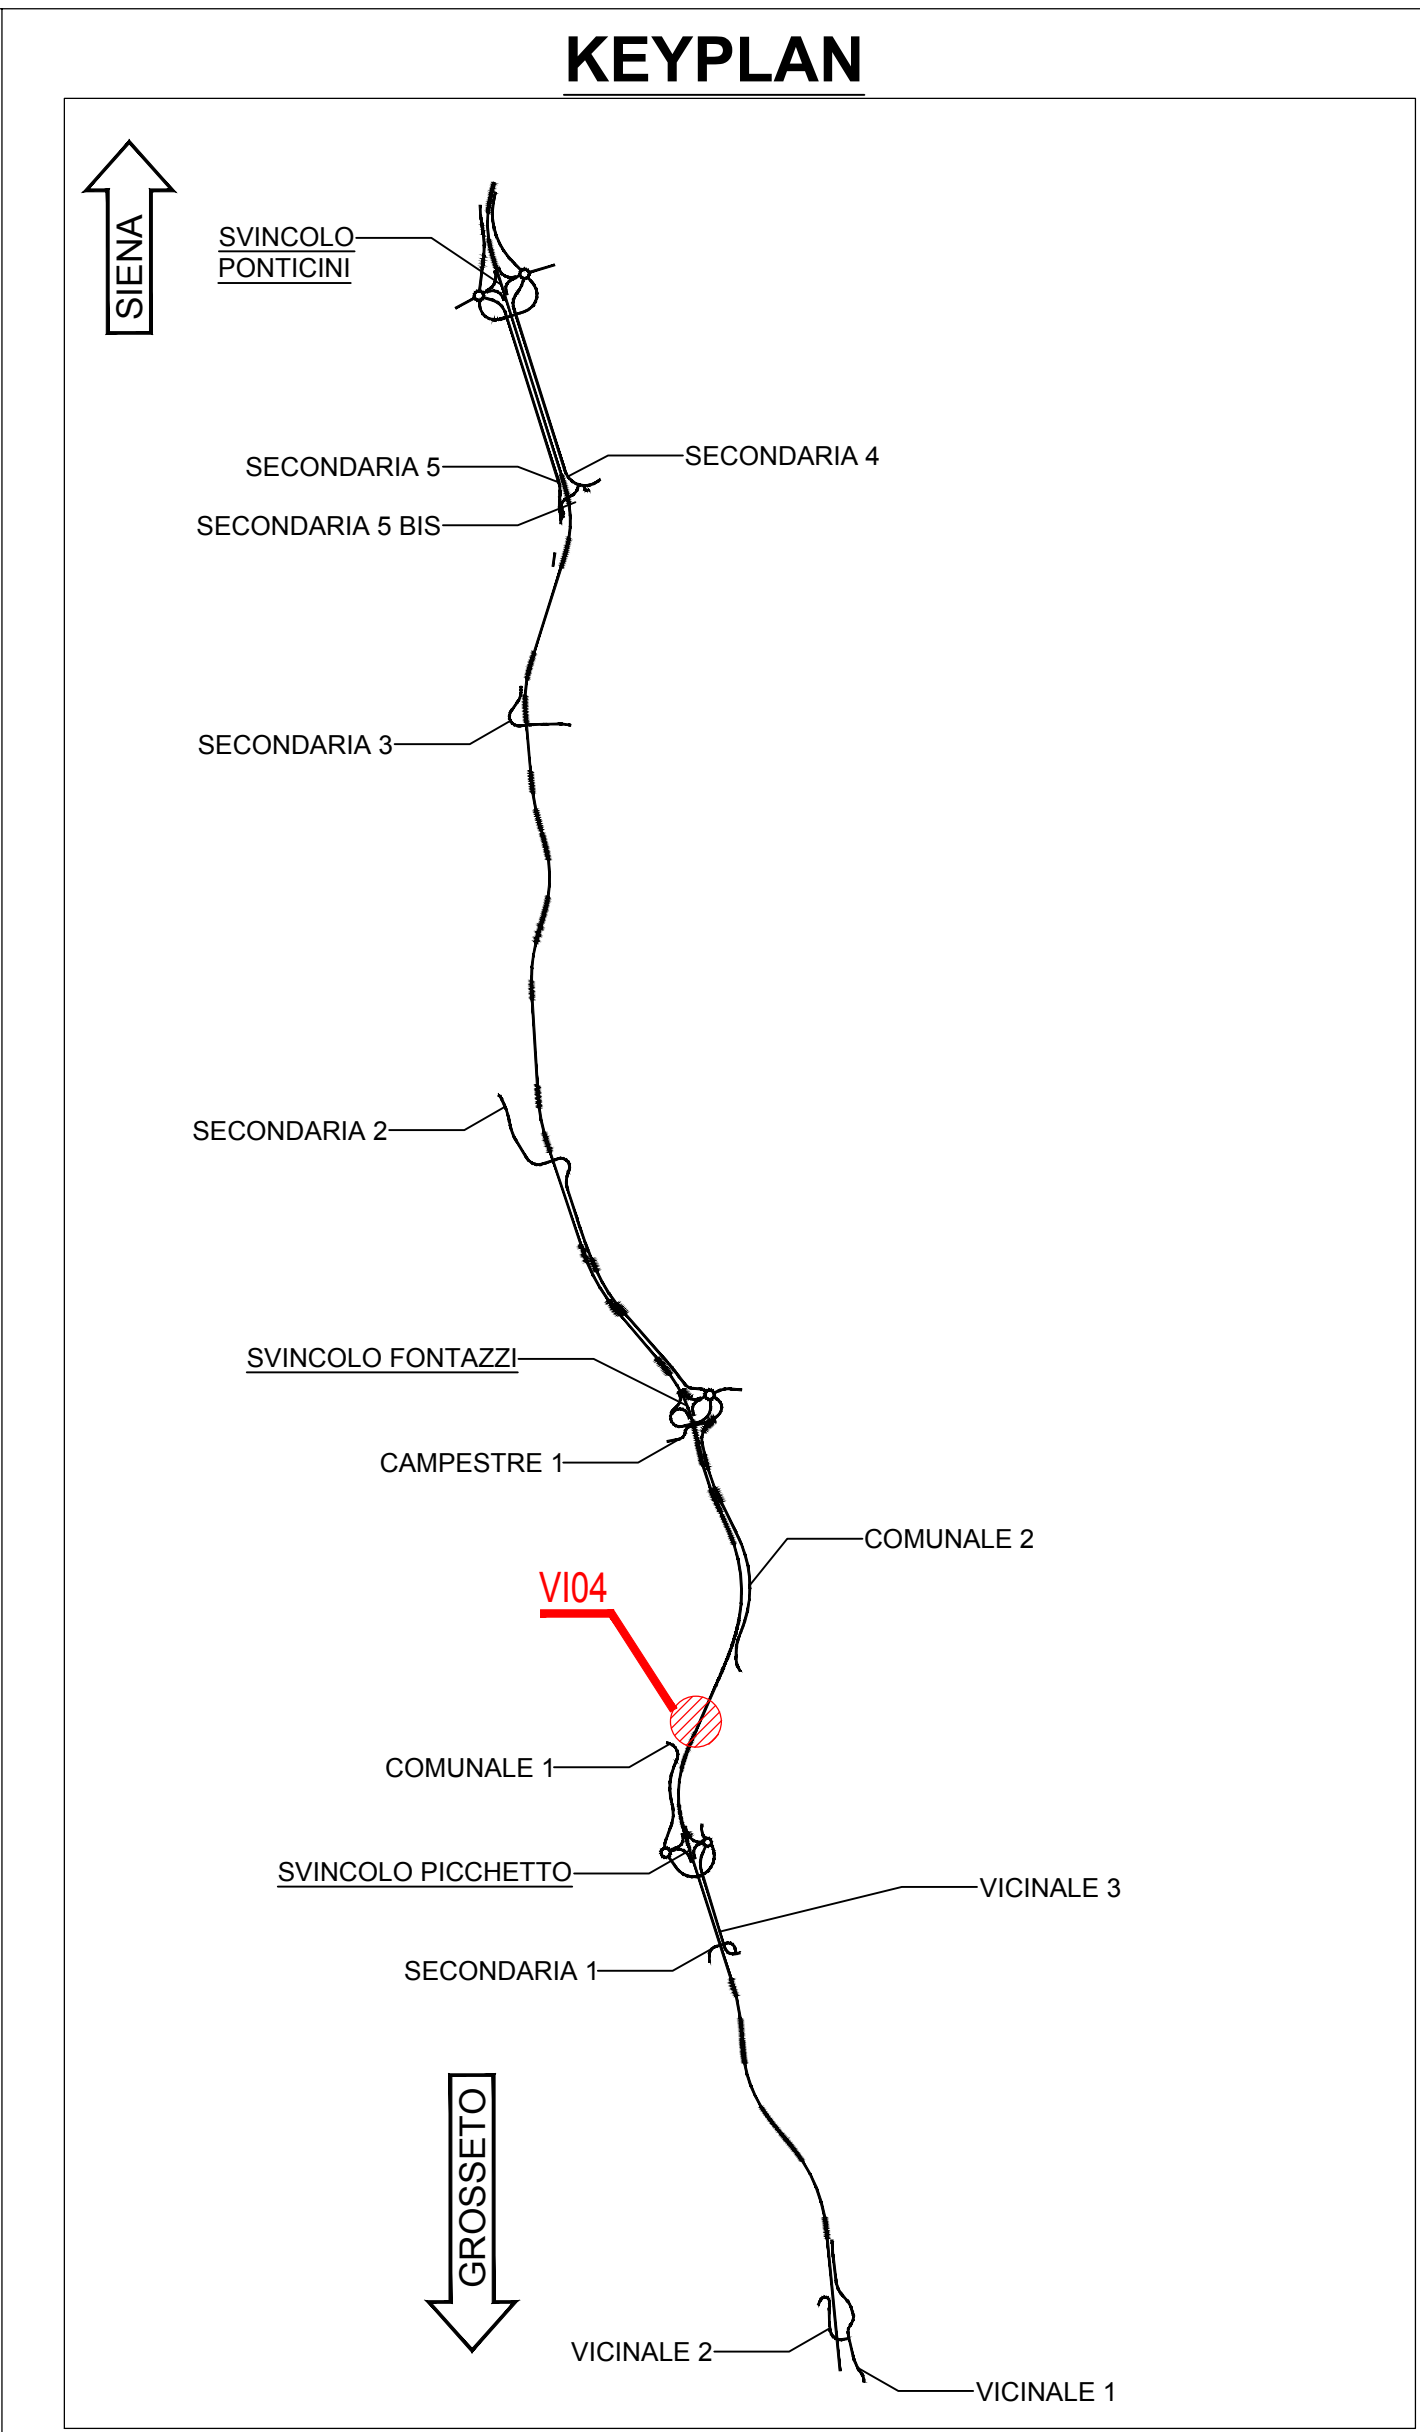 KEYPLAN
SIENA
SVINCOLO
PONTICINI
SECONDARIA 4
SECONDARIA 5
SECONDARIA 5 BIS
SECONDARIA 3
SECONDARIA 2
SVINCOLO FONTAZZI
CAMPESTRE 1
COMUNALE 2
VI04
COMUNALE 1
SVINCOLO PICCHETTO
VICINALE 3
SECONDARIA 1
GROSSETO
VICINALE 2
VICINALE 1